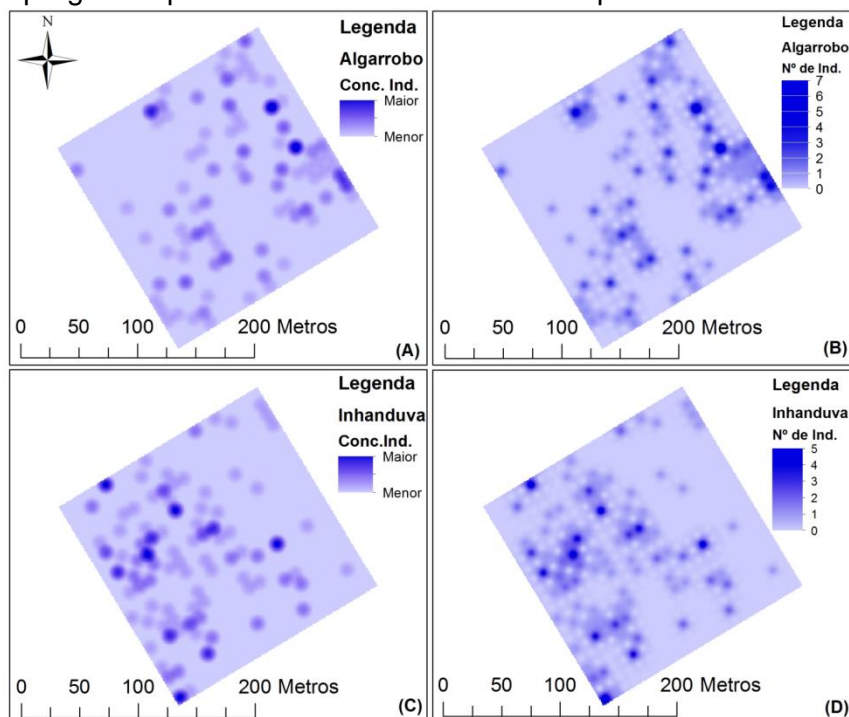 N
Legenda
Algarrobo
Conc. Ind.
Maior
Menor
0 50 100 200 Metros
(A)
Legenda
Algarrobo
Nº de Ind.
7
6
5
4
3
2
1
0
0 50 100 200 Metros
(B)
Legenda
Inhanduva
Conc.Ind.
Maior
Menor
0 50 100 200 Metros
(C)
Legenda
Inhanduva
Nº de Ind.
5
4
3
2
1
0
0 50 100 200 Metros
(D)